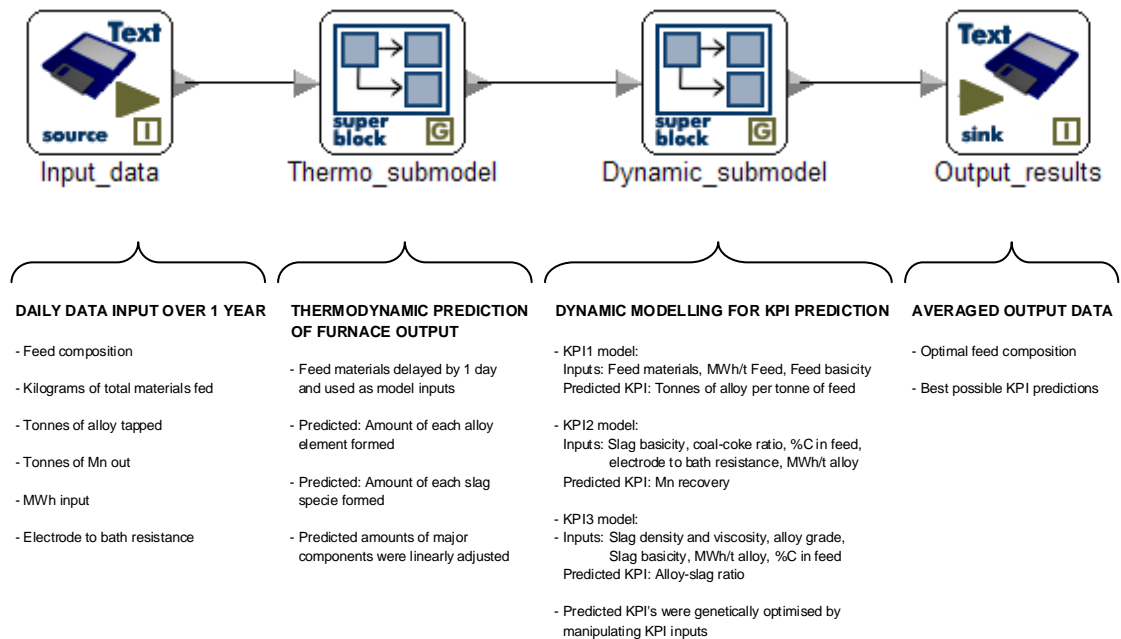 Text
source I
Input_data
super
block G
Thermo_submodel
super
block G
Dynamic_submodel
Text
sink I
Output_results
DAILY DATA INPUT OVER 1 YEAR
- Feed composition
- Kilograms of total materials fed
- Tonnes of alloy tapped
- Tonnes of Mn out
- MWh input
- Electrode to bath resistance
THERMODYNAMIC PREDICTION
OF FURNACE OUTPUT
- Feed materials delayed by 1 day
and used as model inputs
- Predicted: Amount of each alloy
element formed
- Predicted: Amount of each slag
specie formed
- Predicted amounts of major
components were linearly adjusted
DYNAMIC MODELLING FOR KPI PREDICTION
- KPI1 model:
Inputs: Feed materials, MWh/t Feed, Feed basicity
Predicted KPI: Tonnes of alloy per tonne of feed
- KPI2 model:
Inputs: Slag basicity, coal-coke ratio, %C in feed,
electrode to bath resistance, MWh/t alloy
Predicted KPI: Mn recovery
- KPI3 model:
- Inputs: Slag density and viscosity, alloy grade,
Slag basicity, MWh/t alloy, %C in feed
Predicted KPI: Alloy-slag ratio
- Predicted KPI's were genetically optimised by
manipulating KPI inputs
AVERAGED OUTPUT DATA
- Optimal feed composition
- Best possible KPI predictions